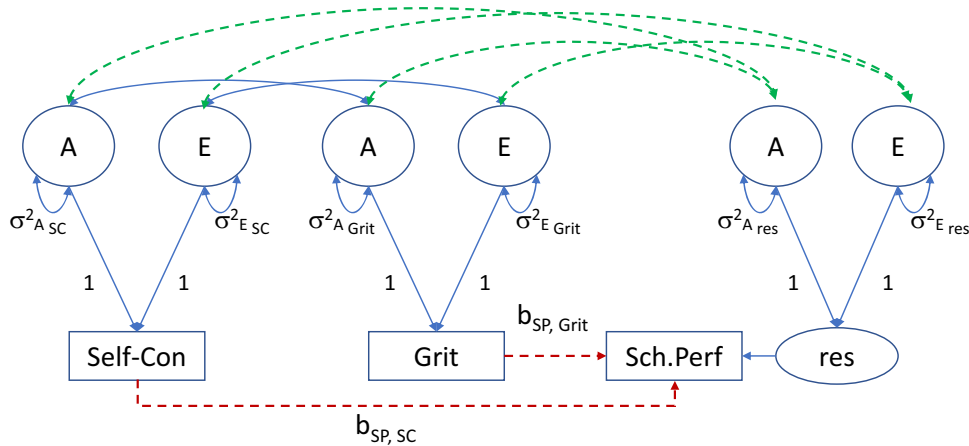 A E A E A E
σ²A SC σ²E SC σ²A Grit σ²E Grit σ²A res σ²E res
1 1 1 1 1 1
bSP, Grit
Self-Con Grit Sch.Perf res
bSP, SC